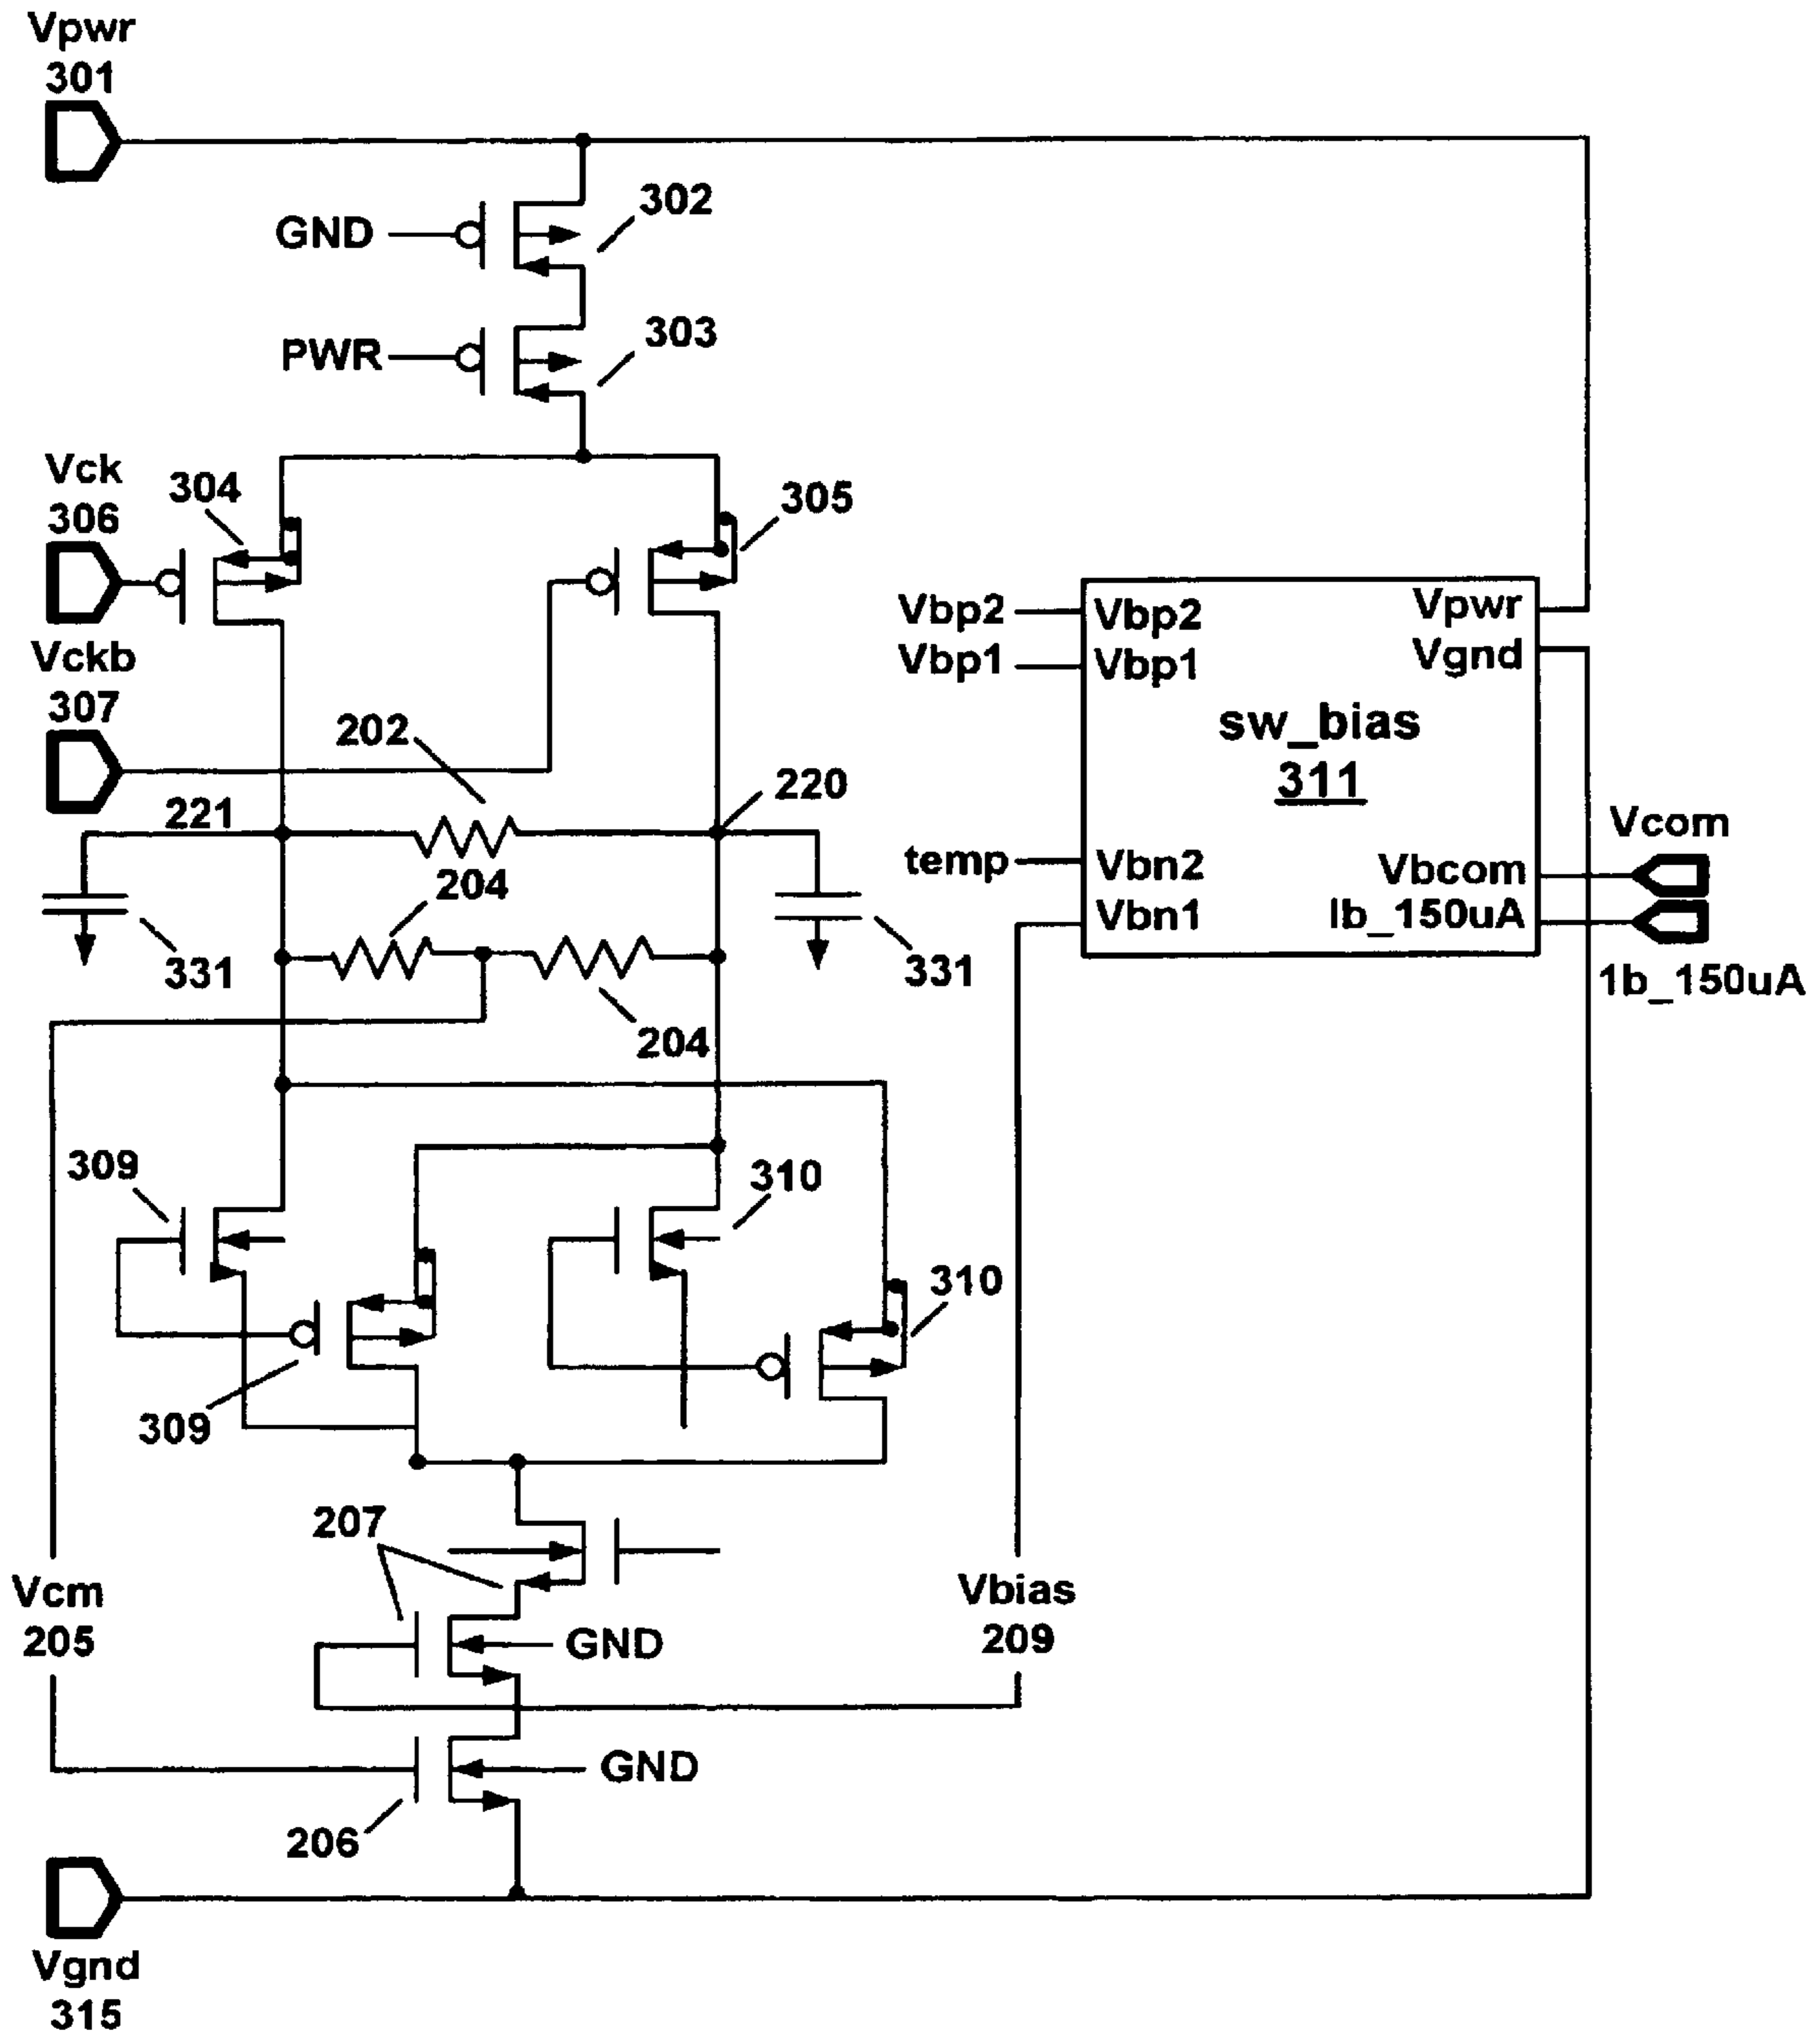 Vpwr
301
302
GND
303
PWR
Vck
306
304
305
Vckb
307
202
221
220
204
331
331
204
Vbp2
Vbp1
Vbp2
Vbp1
Vpwr
Vgnd
sw_bias
311
temp
Vbn2
Vbn1
Vbcom
Ib_150uA
Vcom
1b_150uA
309
310
310
309
207
Vcm
205
Vbias
209
GND
GND
206
Vgnd
315